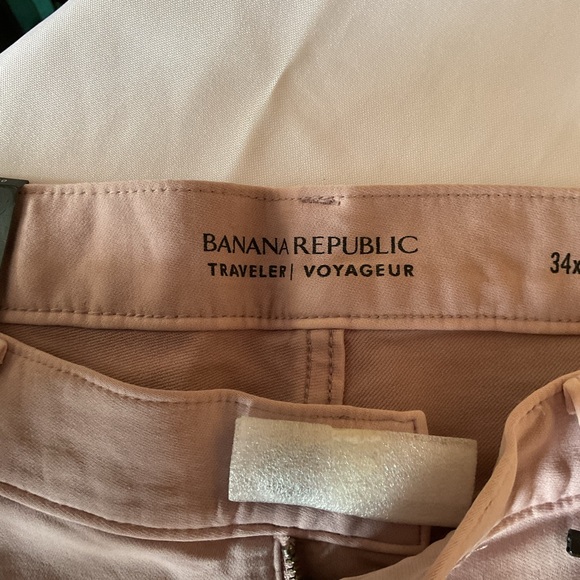 BANANA REPUBLIC
TRAVELER| VOYAGEUR
34x